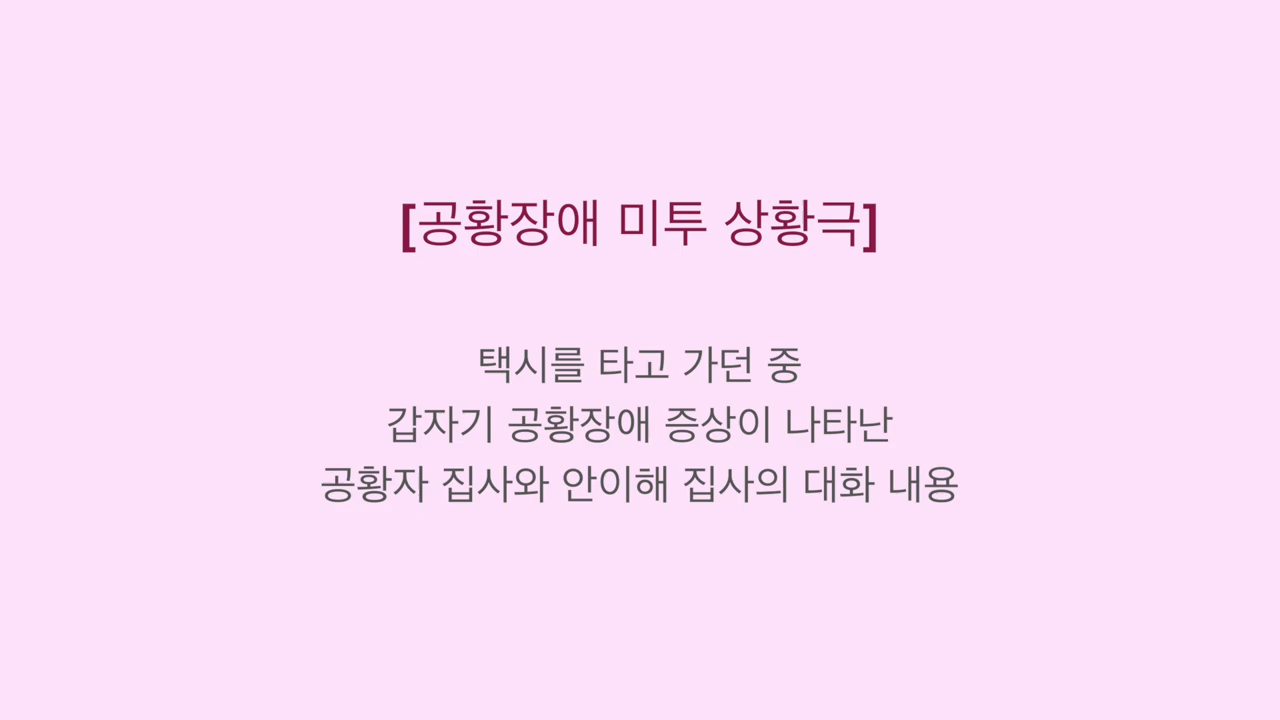 [공황장애 미투 상황극]
택시를 타고 가던 중
갑자기 공황장애 증상이 나타난
공황자 집사와 안이해 집사의 대화 내용